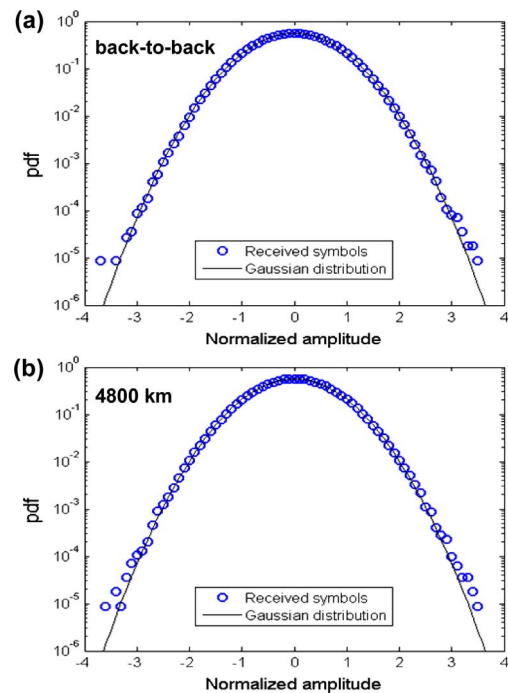 (a)
back-to-back
pdf
10^0
10^-1
10^-2
10^-3
10^-4
10^-5
10^-6
Received symbols
Gaussian distribution
-4 -3 -2 -1 0 1 2 3 4
Normalized amplitude
(b)
4800 km
pdf
10^0
10^-1
10^-2
10^-3
10^-4
10^-5
10^-6
Received symbols
Gaussian distribution
-4 -3 -2 -1 0 1 2 3 4
Normalized amplitude